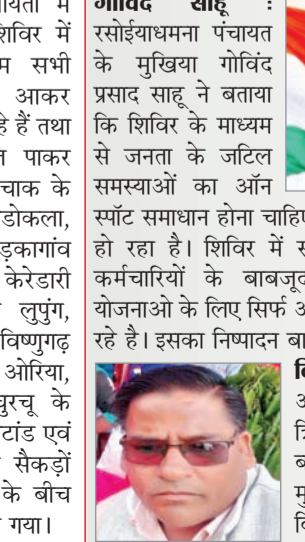 यता में
शिविर में
म सभी
आकर
हे हैं तथा
पाकर
चाक के
डोकला,
ड़कागांव
केरेडारी
लुपुंग,
विष्णुगढ़
ओरिया,
चुरचू के
टांड एवं
सैकड़ों
के बीच
गया।
गोविंद साहू :
रसोईयाधमना पंचायत
के मुखिया गोविंद
प्रसाद साहू ने बताया
कि शिविर के माध्यम
से जनता के जटिल
समस्याओं का ऑन
स्पॉट समाधान होना चाहिए
हो रहा है। शिविर में
कर्मचारियों के बाबजूद
योजनाओ के लिए सिर्फ
रहे है। इसका निष्पादन बा